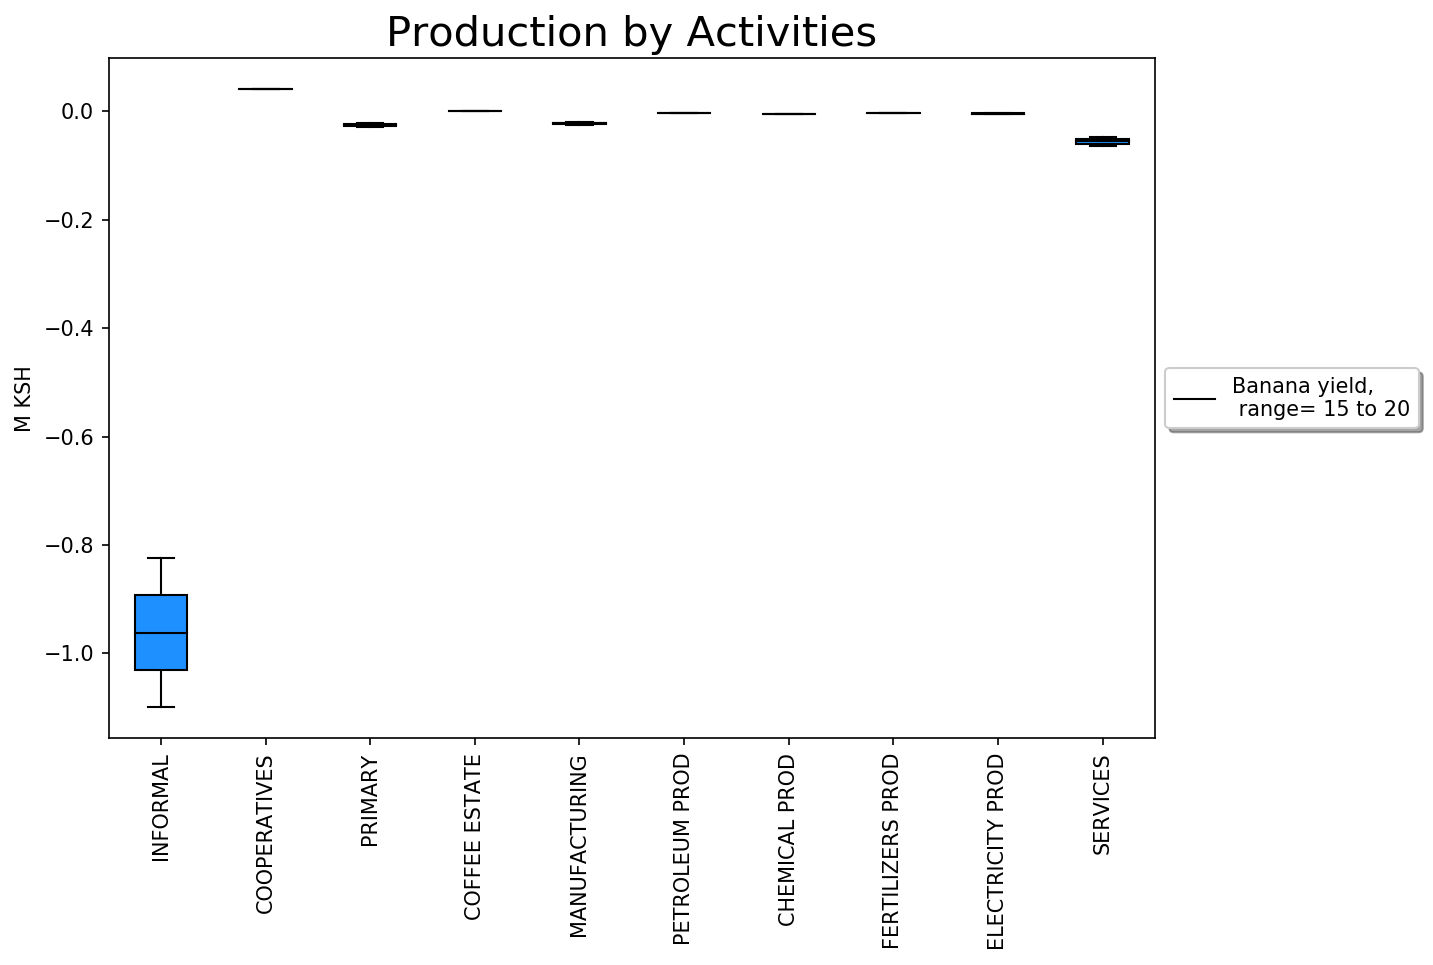 Production by Activities
M KSH
0.0
−0.2
−0.4
−0.6
−0.8
−1.0
INFORMAL
COOPERATIVES
PRIMARY
COFFEE ESTATE
MANUFACTURING
PETROLEUM PROD
CHEMICAL PROD
FERTILIZERS PROD
ELECTRICITY PROD
SERVICES
Banana yield,
range= 15 to 20